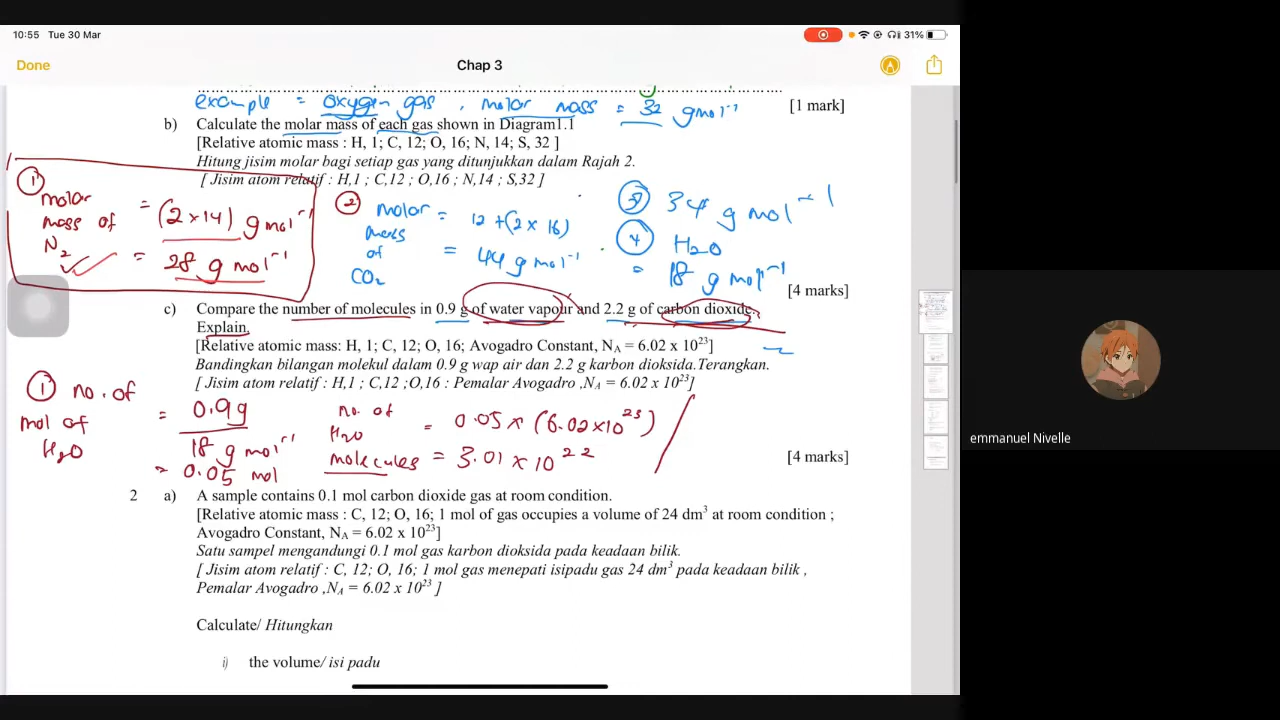 10:55 Tue 30 Mar
31%
Done
Chap 3
example = oxygen gas , molar mass = 32 gmol⁻¹
[1 mark]
b) Calculate the molar mass of each gas shown in Diagram1.1
[Relative atomic mass : H, 1; C, 12; O, 16; N, 14; S, 32 ]
Hitung jisim molar bagi setiap gas yang ditunjukkan dalam Rajah 2.
[ Jisim atom relatif : H,1 ; C,12 ; O,16 ; N,14 ; S,32 ]
① molar mass of N₂ = (2 x 14) g mol⁻¹
= 28 g mol⁻¹
② molar mass of CO₂ = 12 + (2 x 16)
= 44 g mol⁻¹
③ 34 g mol⁻¹
④ H₂O
= 18 g mol⁻¹
[4 marks]
c) Compare the number of molecules in 0.9 g of water vapour and 2.2 g of carbon dioxide.
Explain.
[Relative atomic mass: H, 1; C, 12; O, 16; Avogadro Constant, N_A = 6.02 x 10²³]
Bandingkan bilangan molekul dalam 0.9 g wap air dan 2.2 g karbon dioksida.Terangkan.
[ Jisim atom relatif : H,1 ; C,12 ;O,16 : Pemalar Avogadro ,N_A = 6.02 x 10²³]
① no. of mol of H₂O = 0.9g / 18 g mol⁻¹
= 0.05 mol
no. of H₂O molecules = 0.05 x (6.02 x 10²³)
= 3.01 x 10²²
[4 marks]
2 a) A sample contains 0.1 mol carbon dioxide gas at room condition.
[Relative atomic mass : C, 12; O, 16; 1 mol of gas occupies a volume of 24 dm³ at room condition ;
Avogadro Constant, N_A = 6.02 x 10²³]
Satu sampel mengandungi 0.1 mol gas karbon dioksida pada keadaan bilik.
[ Jisim atom relatif : C, 12; O, 16; 1 mol gas menepati isipadu gas 24 dm³ pada keadaan bilik ,
Pemalar Avogadro ,N_A = 6.02 x 10²³ ]
Calculate/ Hitungkan
i) the volume/ isi padu
emmanuel Nivelle